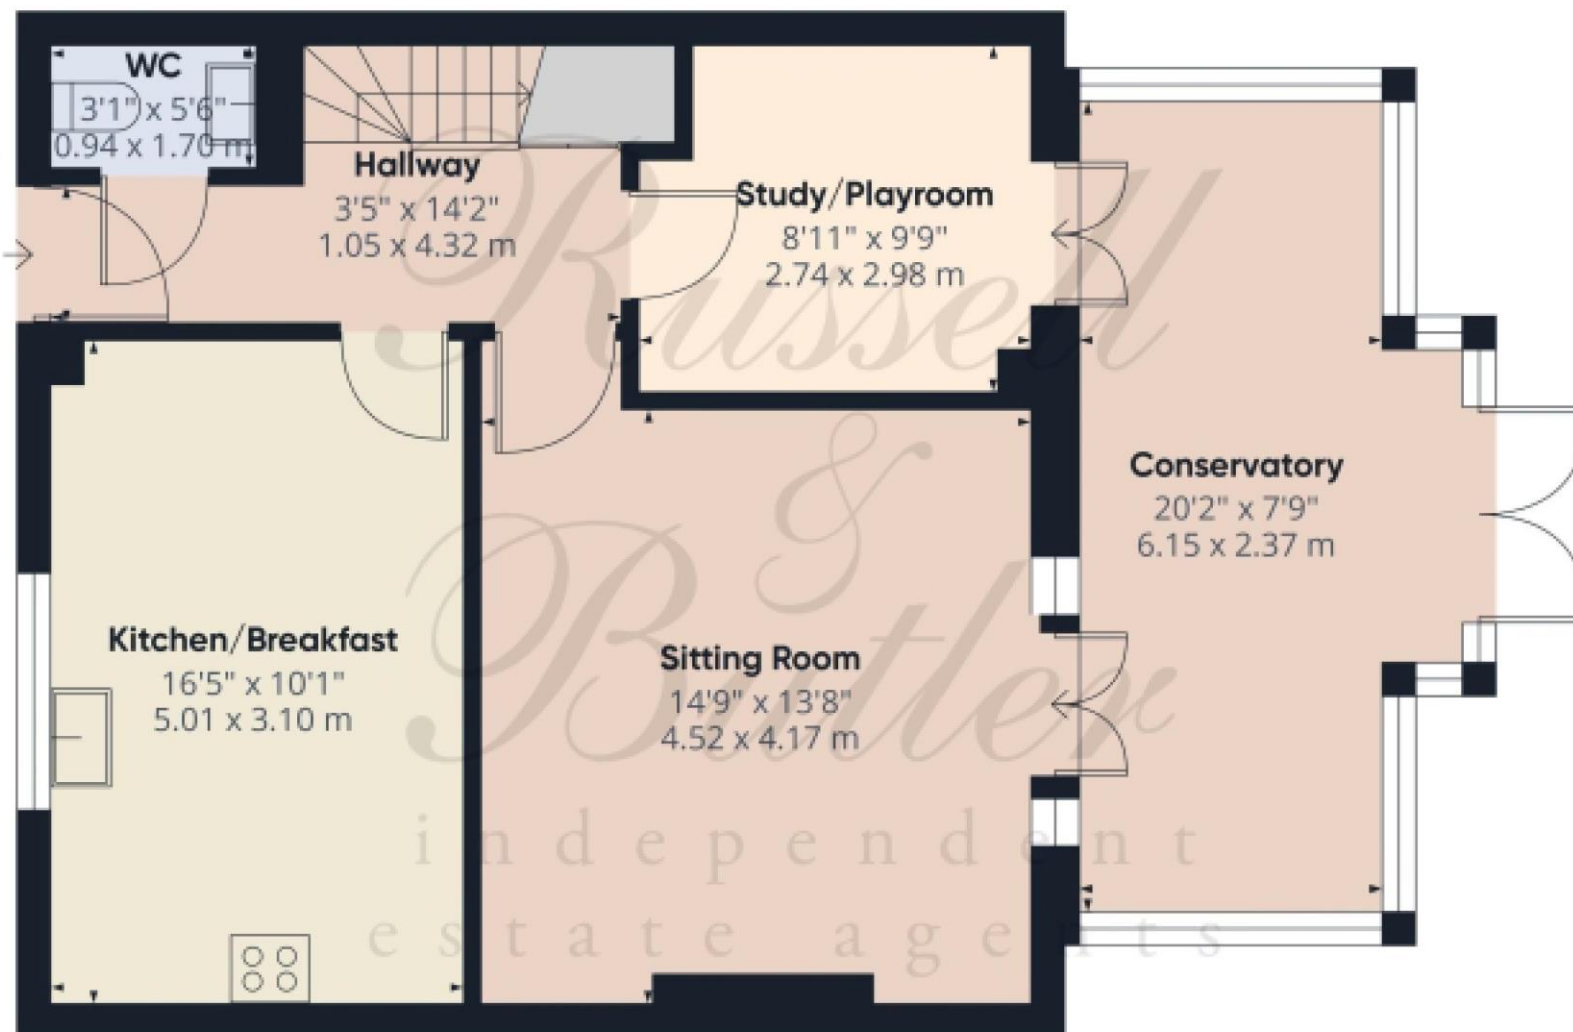 WC
3'1" x 5'6"
0.94 x 1.70 m
Hallway
3'5" x 14'2"
1.05 x 4.32 m
Study/Playroom
8'11" x 9'9"
2.74 x 2.98 m
Conservatory
20'2" x 7'9"
6.15 x 2.37 m
Kitchen/Breakfast
16'5" x 10'1"
5.01 x 3.10 m
Sitting Room
14'9" x 13'8"
4.52 x 4.17 m
Russell
&
Butler
independent
estate agents